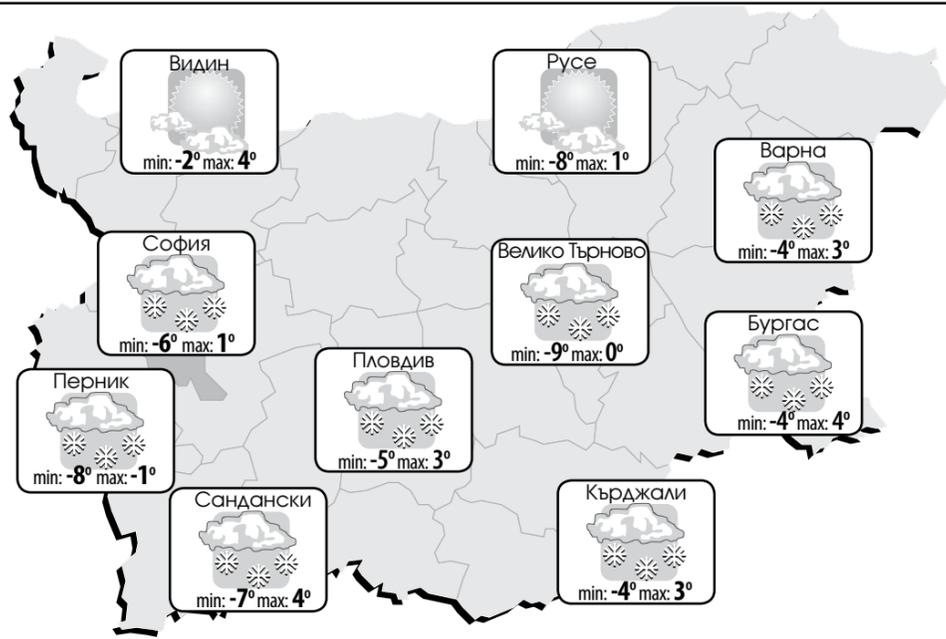 Видин
min: -2° max: 4°
Русе
min: -8° max: 1°
Варна
min: -4° max: 3°
София
min: -6° max: 1°
Велико Търново
min: -9° max: 0°
Бургас
min: -4° max: 4°
Пловдив
min: -5° max: 3°
Перник
min: -8° max: -1°
Сандански
min: -7° max: 4°
Кърджали
min: -4° max: 3°